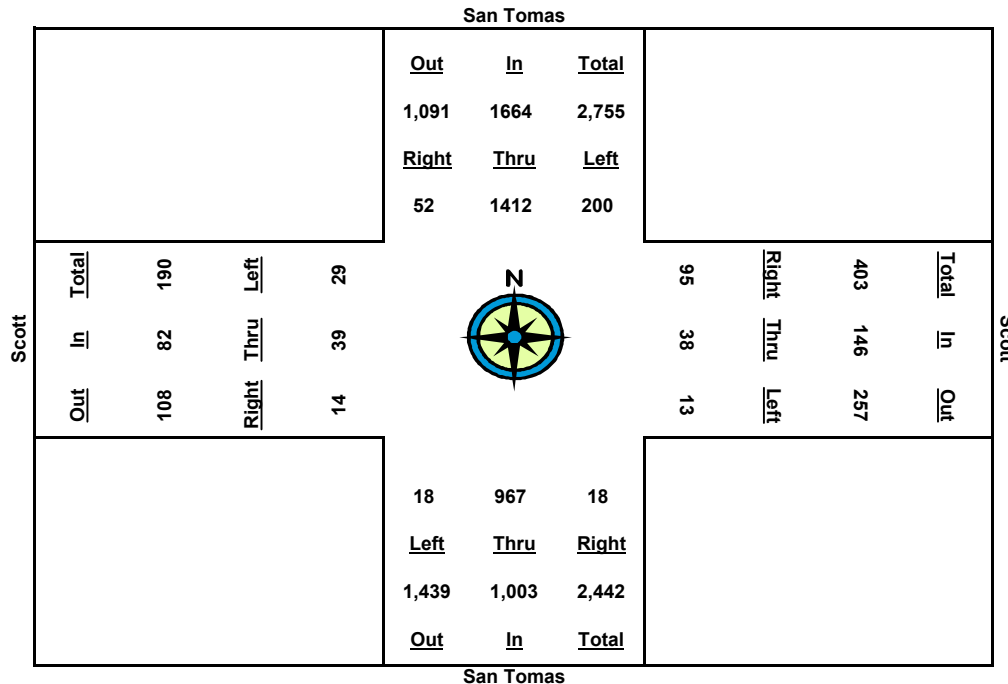 San Tomas
Out In Total
1,091 1664 2,755
Right Thru Left
52 1412 200
Scott
Total 190 Left 29
In 82 Thru 39
Out 108 Right 14
N
95 Right 403 Total
38 Thru 146 In
13 Left 257 Out
Scott
18 967 18
Left Thru Right
1,439 1,003 2,442
Out In Total
San Tomas